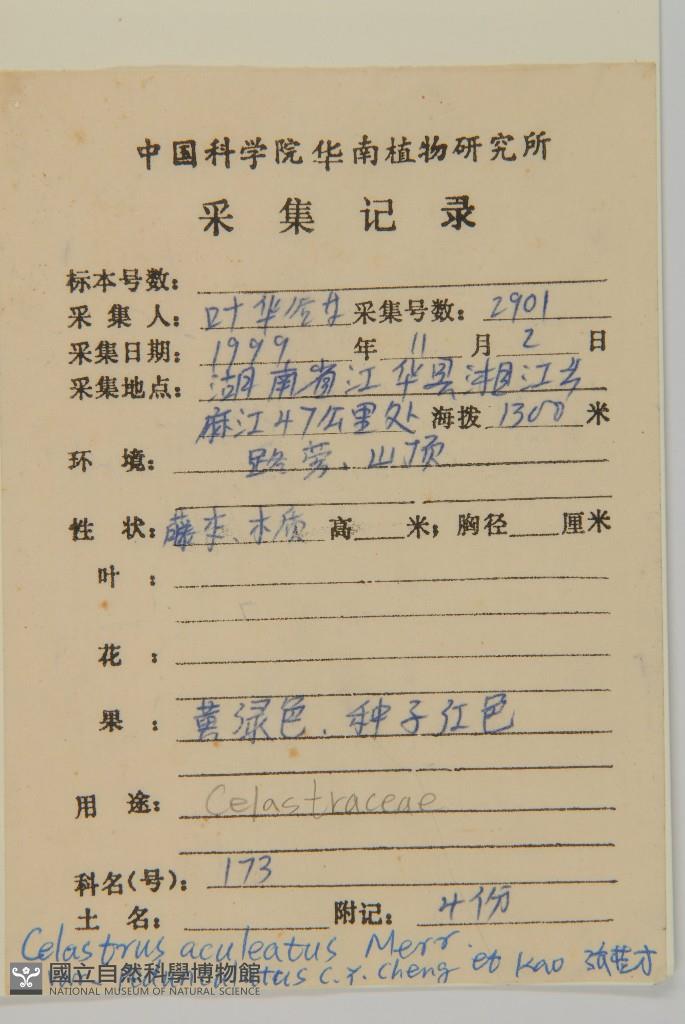 中国科学院华南植物研究所
采集记录
标本号数:
采集人: 叶华谷 采集号数: 2901
采集日期: 1999 年 11 月 2 日
采集地点: 湖南省江华县湘江乡
麻江47公里处 海拨 1300 米
环境: 路旁、山顶
性状: 藤本、木质 高 米; 胸径 厘米
叶:
花:
果: 黄绿色、种子红色
用途: Celastraceae
科名(号): 173
土名: 附记: 4份
Celastrus aculeatus Merr.
var. C.Y. Cheng et Kao
國立自然科學博物館
NATIONAL MUSEUM OF NATURAL SCIENCE